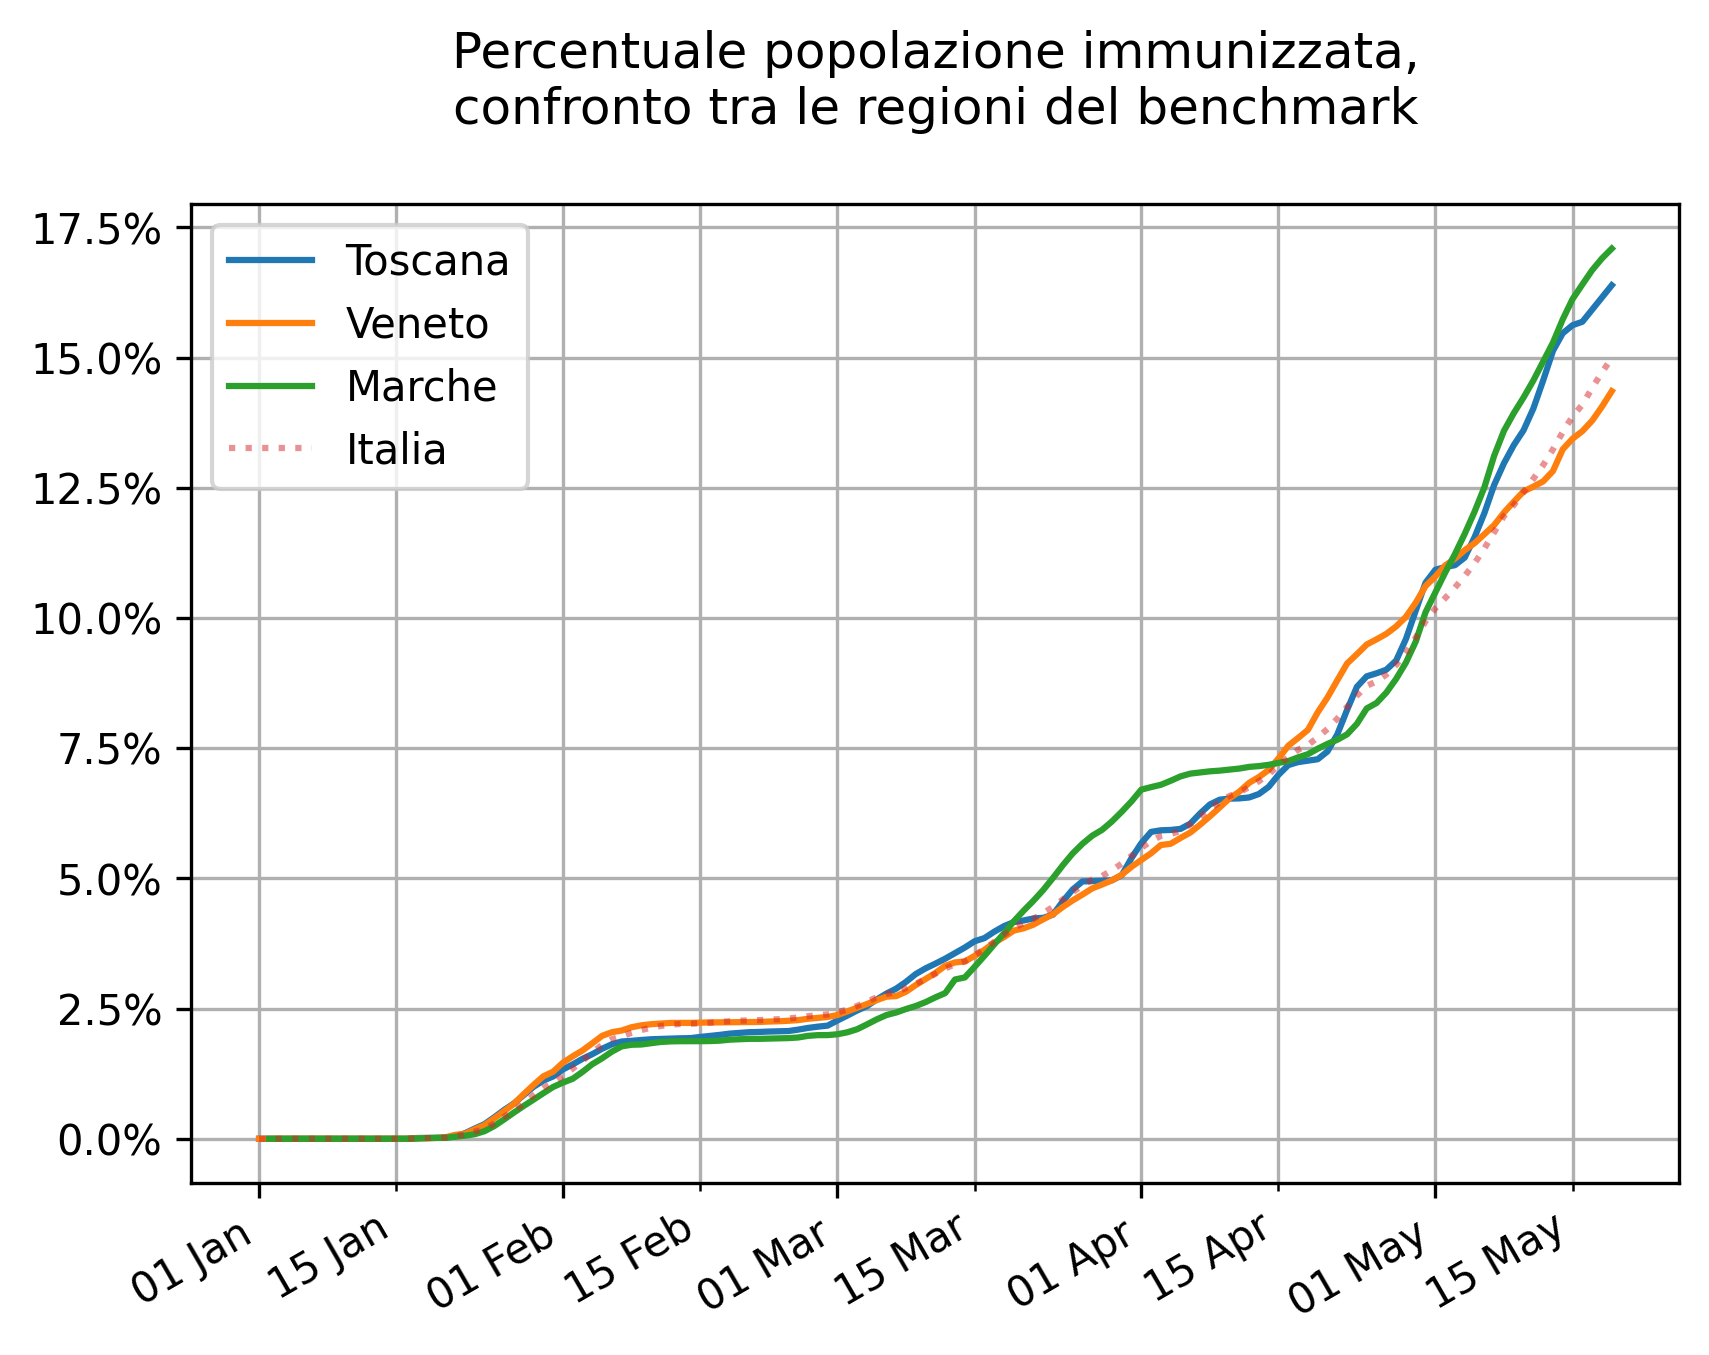 Percentuale popolazione immunizzata,
confronto tra le regioni del benchmark
17.5%
15.0%
12.5%
10.0%
7.5%
5.0%
2.5%
0.0%
Toscana
Veneto
Marche
Italia
01 Jan
15 Jan
01 Feb
15 Feb
01 Mar
15 Mar
01 Apr
15 Apr
01 May
15 May